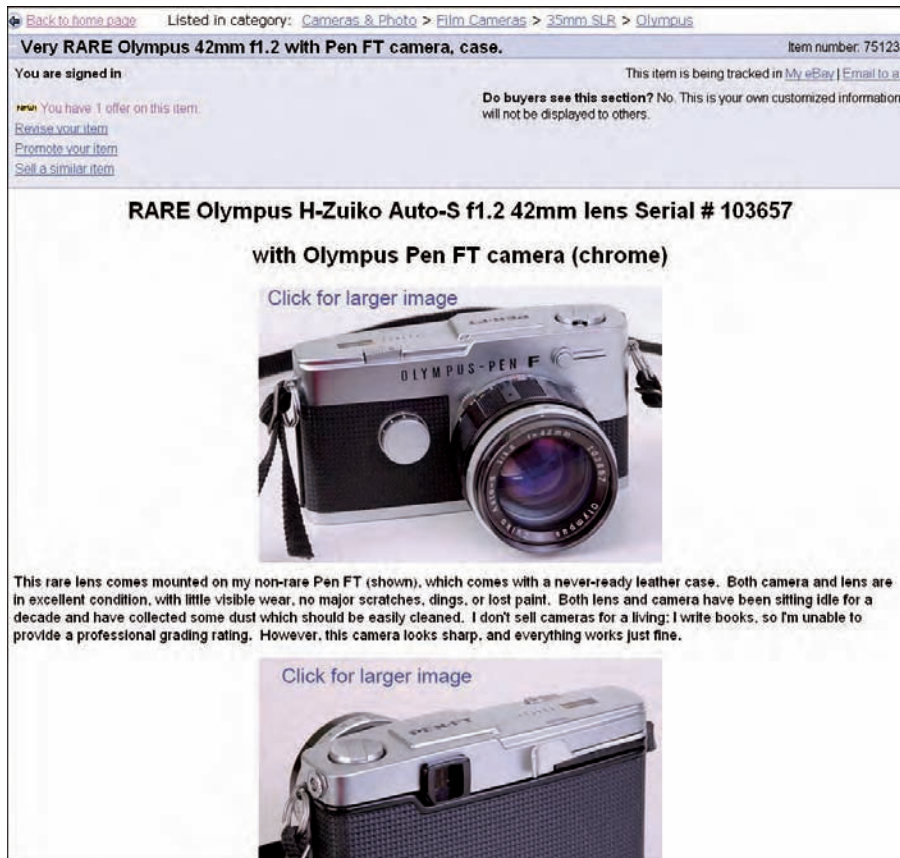 Back to home page Listed in category: Cameras & Photo > Film Cameras > 35mm SLR > Olympus
Very RARE Olympus 42mm f1.2 with Pen FT camera, case. Item number: 75123
You are signed in
This item is being tracked in My eBay | Email to a
NEW! You have 1 offer on this item.
Revise your item
Promote your item
Sell a similar item
Do buyers see this section? No. This is your own customized information
will not be displayed to others.
RARE Olympus H-Zuiko Auto-S f1.2 42mm lens Serial # 103657
with Olympus Pen FT camera (chrome)
Click for larger image
PEN-FT
OLYMPUS-PEN F
f=42mm 103657 Olympus
This rare lens comes mounted on my non-rare Pen FT (shown), which comes with a never-ready leather case. Both camera and lens are
in excellent condition, with little visible wear, no major scratches, dings, or lost paint. Both lens and camera have been sitting idle for a
decade and have collected some dust which should be easily cleaned. I don't sell cameras for a living; I write books, so I'm unable to
provide a professional grading rating. However, this camera looks sharp, and everything works just fine.
Click for larger image
PEN-FT